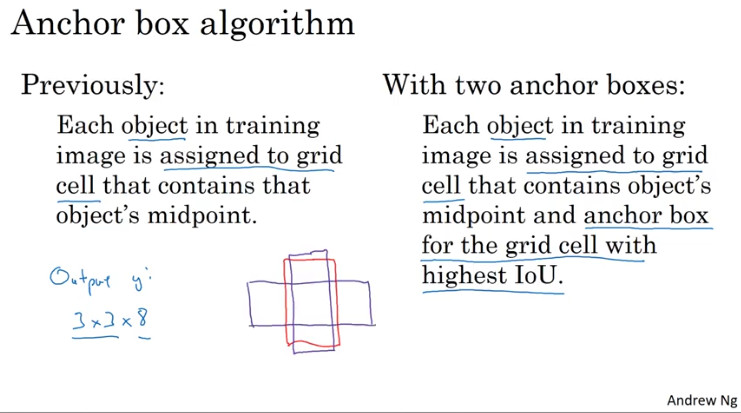 Anchor box algorithm
Previously:
Each object in training
image is assigned to grid
cell that contains that
object's midpoint.
Output y:
3×3×8
With two anchor boxes:
Each object in training
image is assigned to grid
cell that contains object's
midpoint and anchor box
for the grid cell with
highest IoU.
Andrew Ng